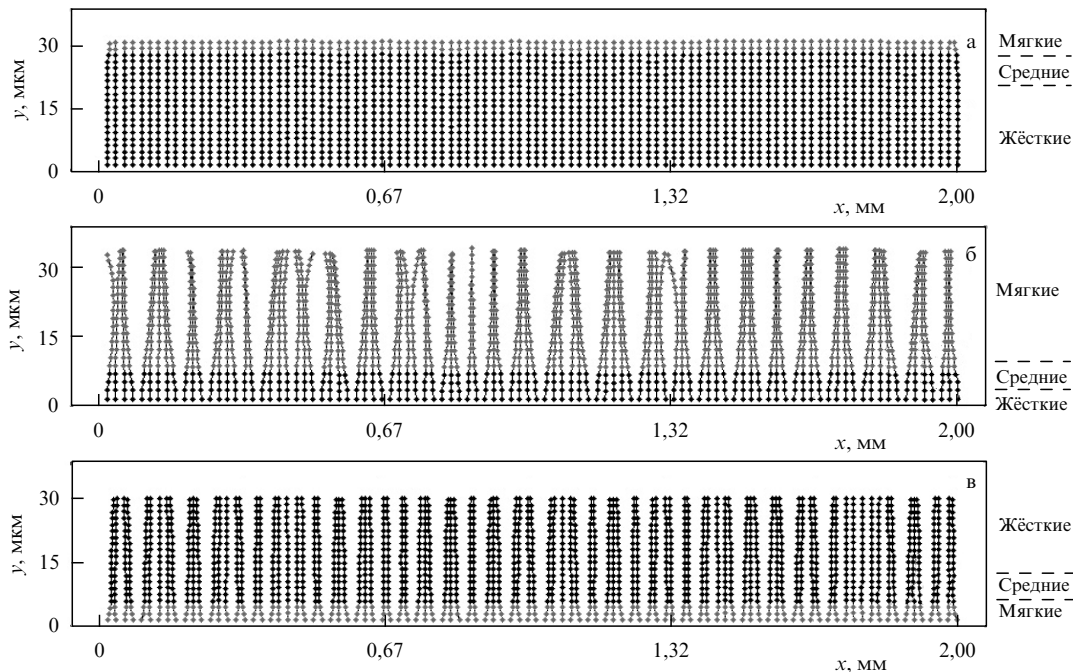 а
30
15
0
y, мкм
0
0,67
1,32
2,00
x, мм
Мягкие
Средние
Жёсткие
б
30
15
0
y, мкм
0
0,67
1,32
2,00
x, мм
Мягкие
Средние
Жёсткие
в
30
15
0
y, мкм
0
0,67
1,32
2,00
x, мм
Жёсткие
Средние
Мягкие